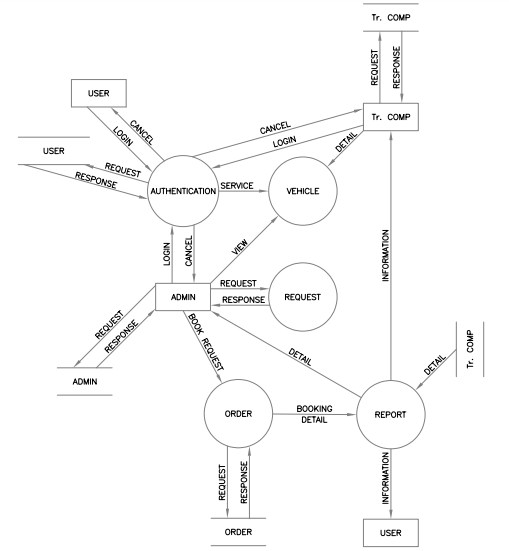 Tr. COMP
REQUEST
RESPONSE
USER
Tr. COMP
CANCEL
LOGIN
CANCEL
LOGIN
DETAIL
USER
REQUEST
RESPONSE
AUTHENTICATION
SERVICE
VEHICLE
LOGIN
CANCEL
VIEW
INFORMATION
ADMIN
REQUEST
RESPONSE
REQUEST
REQUEST
RESPONSE
BOOK REQUEST
DETAIL
DETAIL
Tr. COMP
ADMIN
ORDER
BOOKING
DETAIL
REPORT
REQUEST
RESPONSE
INFORMATION
ORDER
USER